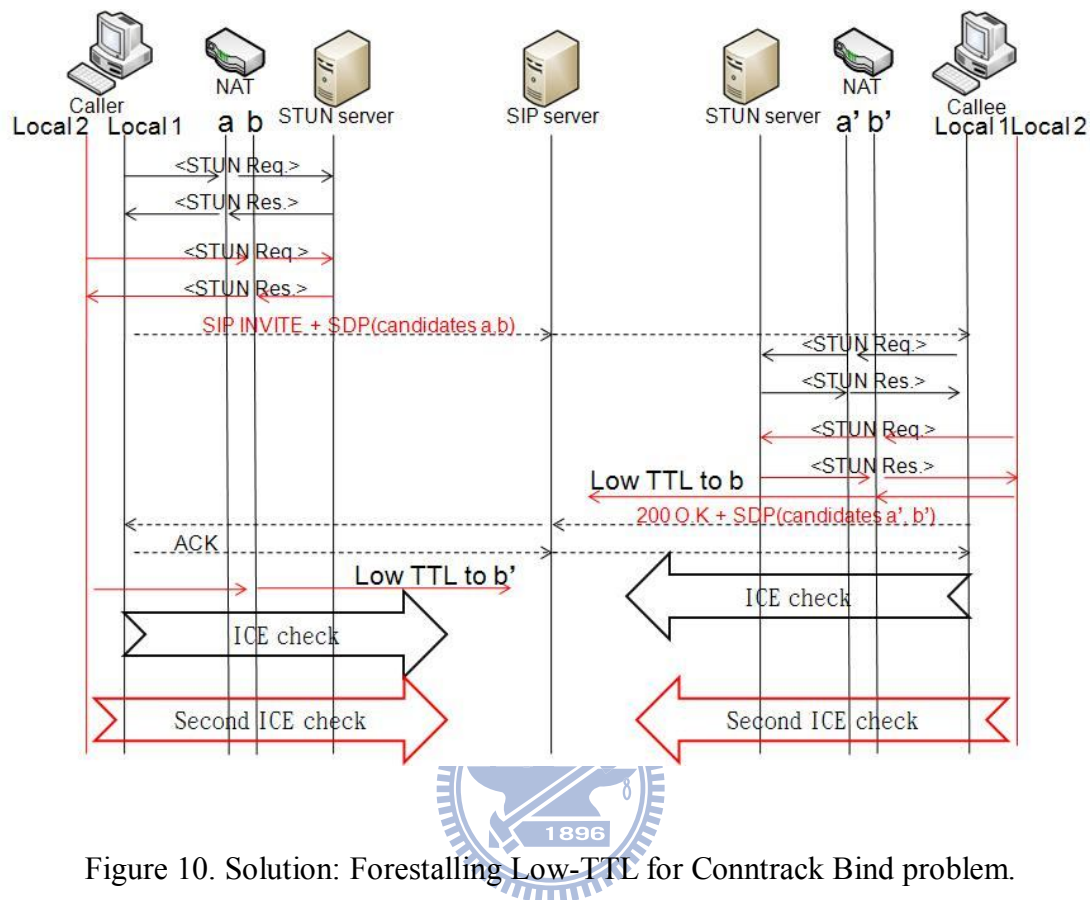 NAT
NAT
Caller
STUN server
SIP server
STUN server
Callee
Local 2 Local 1 a b
a’ b’ Local 1 Local 2
<STUN Req.>
<STUN Res.>
<STUN Req.>
<STUN Res.>
SIP INVITE + SDP(candidates a,b)
<STUN Req.>
<STUN Res.>
<STUN Req.>
<STUN Res.>
Low TTL to b
200 O.K + SDP(candidates a’, b’)
ACK
Low TTL to b’
ICE check
ICE check
Second ICE check
Second ICE check
1896
Figure 10. Solution: Forestalling Low-TTL for Conntrack Bind problem.